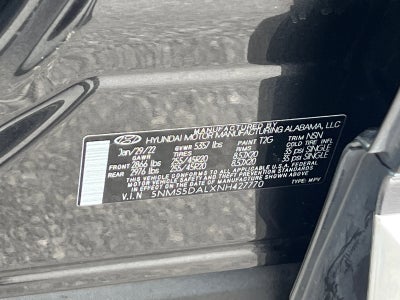 MANUFACTURED BY
HYUNDAI MOTOR MANUFACTURING ALABAMA, LLC
Jan/29/22 GVWR 5357 lbs PAINT T2G TRIM NSN
GAWR TIRES RIMS COLD TIRE INFL
FRONT 2866 lbs 255/45R20 8.5JX20 35 psi SINGLE
REAR 2976 lbs 255/45R20 8.5JX20 35 psi SINGLE
THIS VEHICLE CONFORMS TO ALL APPLICABLE U.S.A. FEDERAL
MOTOR VEHICLE SAFETY AND THEFT PREVENTION STANDARDS
IN EFFECT ON THE DATE OF MANUFACTURE SHOWN ABOVE.
V.I.N 5NMS5DALXNH427770 TYPE: MPV